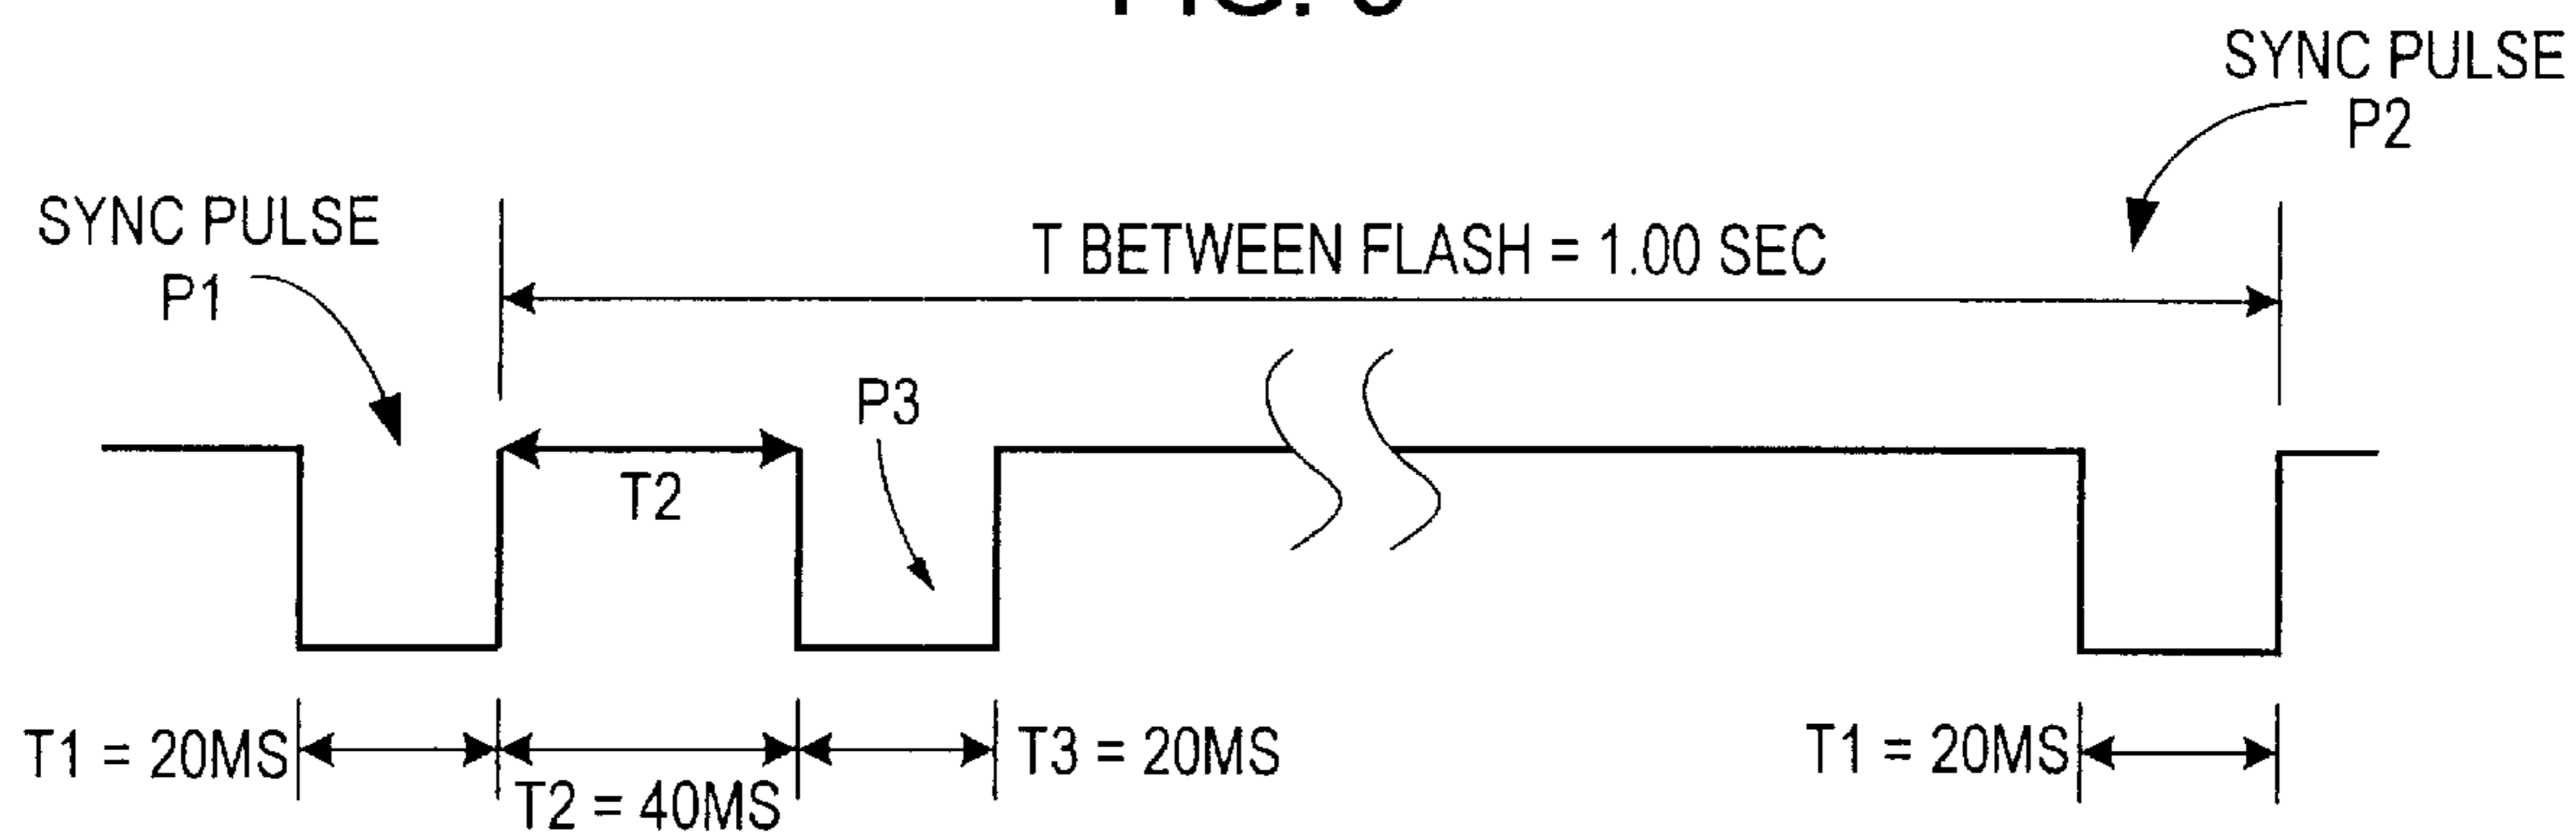 SYNC PULSE
P2
SYNC PULSE
P1
T BETWEEN FLASH = 1.00 SEC
P3
T2
T1 = 20MS
T2 = 40MS
T3 = 20MS
T1 = 20MS